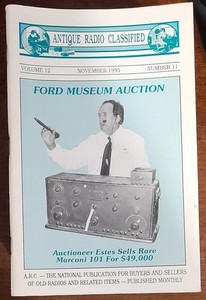 ANTIQUE RADIO CLASSIFIED
VOLUME 12 NOVEMBER 1995 NUMBER 11
FORD MUSEUM AUCTION
Auctioneer Estes Sells Rare
Marconi 101 For $49,000
A.R.C. — THE NATIONAL PUBLICATION FOR BUYERS AND SELLERS
OF OLD RADIOS AND RELATED ITEMS — PUBLISHED MONTHLY